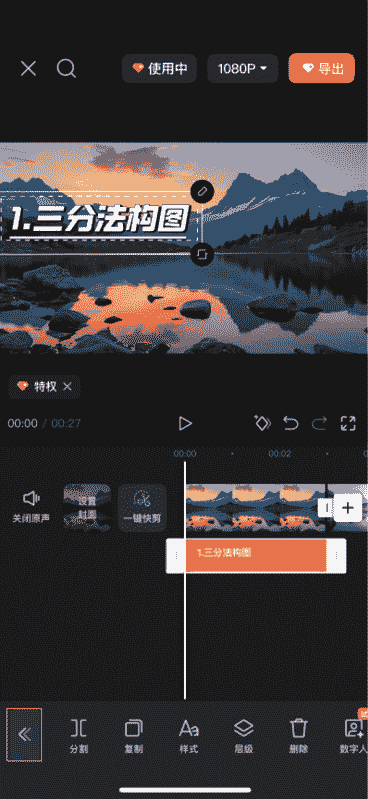 使用中
1080P
导出
1.三分法构图
特权
00:00 / 00:27
00:00
00:02
关闭原声
设置
封面
一键快剪
1.三分法构图
分割
复制
样式
层级
删除
数字人